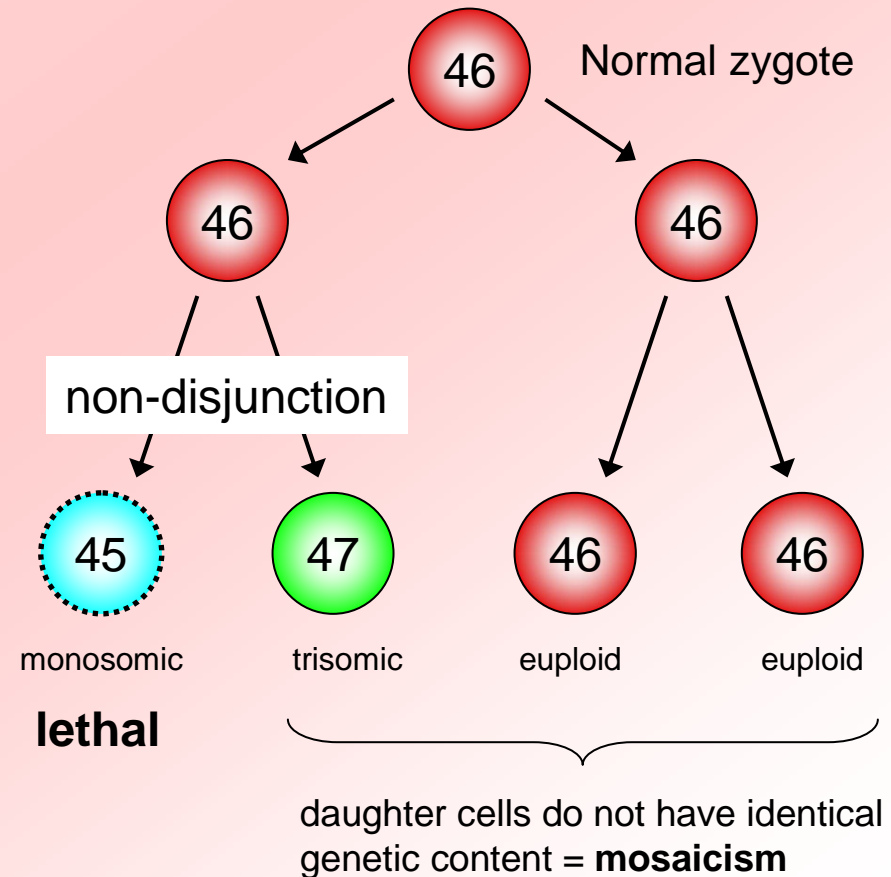 46
Normal zygote
46
46
non-disjunction
45
47
46
46
monosomic
trisomic
euploid
euploid
lethal
daughter cells do not have identical
genetic content = mosaicism